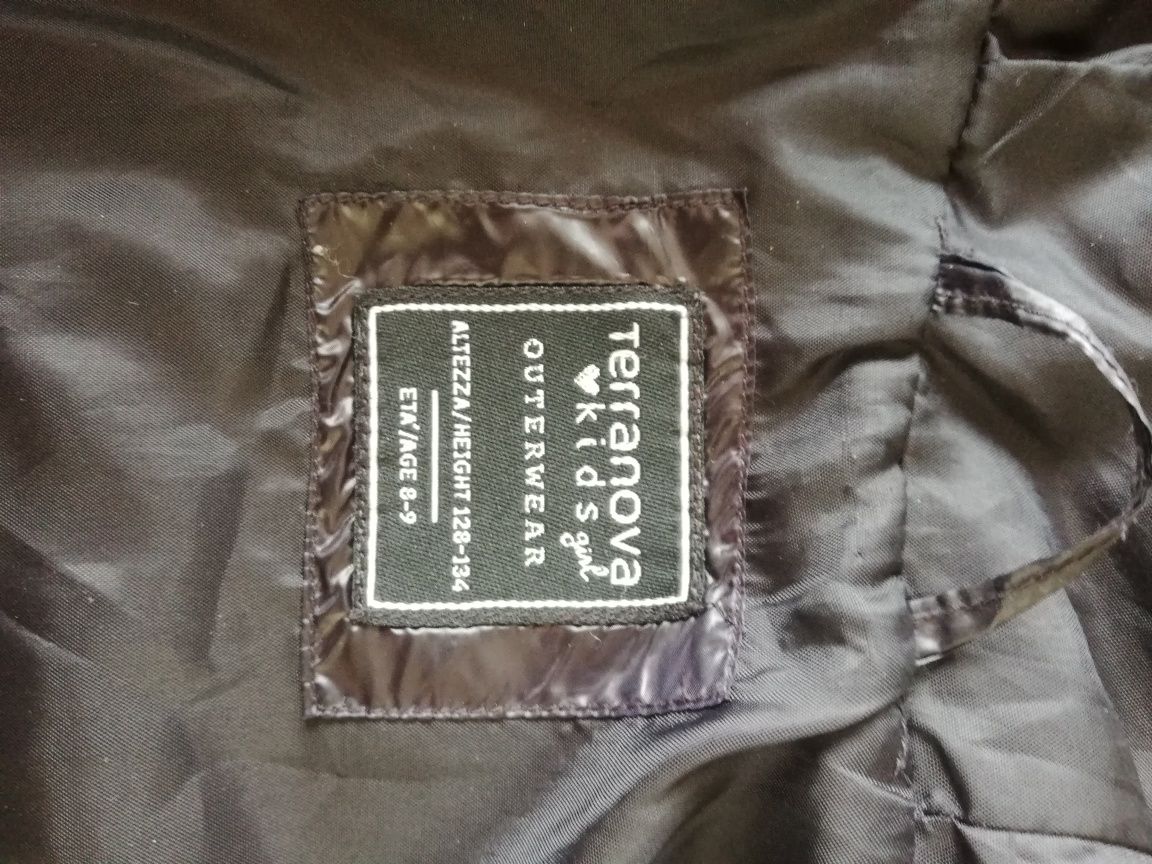 Terranova
kids girl
OUTERWEAR
ALTEZZA/HEIGHT 128-134
ETA'/AGE 8-9